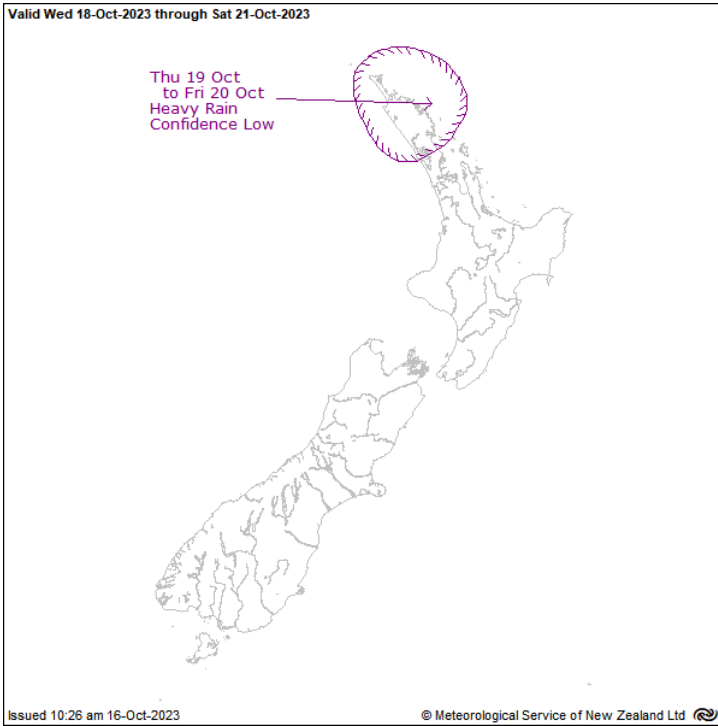 Valid Wed 18-Oct-2023 through Sat 21-Oct-2023
Thu 19 Oct
to Fri 20 Oct
Heavy Rain
Confidence Low
Issued 10:26 am 16-Oct-2023
© Meteorological Service of New Zealand Ltd